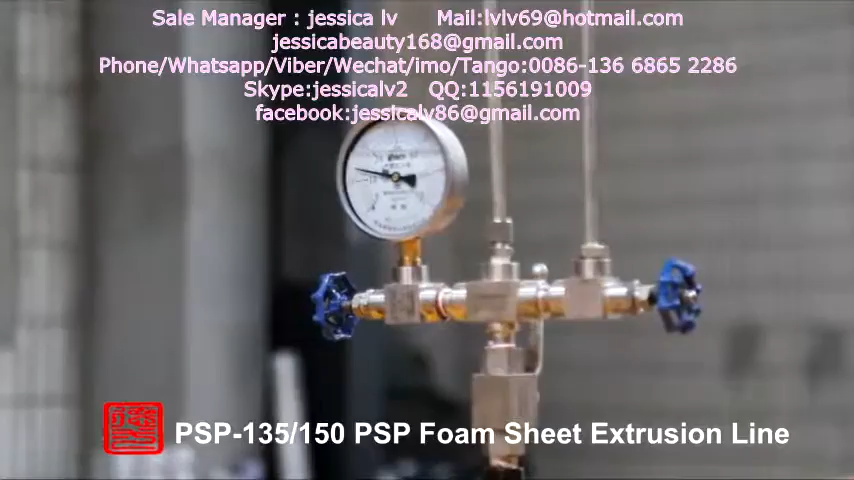 Sale Manager : jessica lv Mail:lvlv69@hotmail.com
jessicabeauty168@gmail.com
Phone/Whatsapp/Viber/Wechat/imo/Tango:0086-136 6865 2286
Skype:jessicalv2 QQ:1156191009
facebook:jessicalv86@gmail.com
PSP-135/150 PSP Foam Sheet Extrusion Line